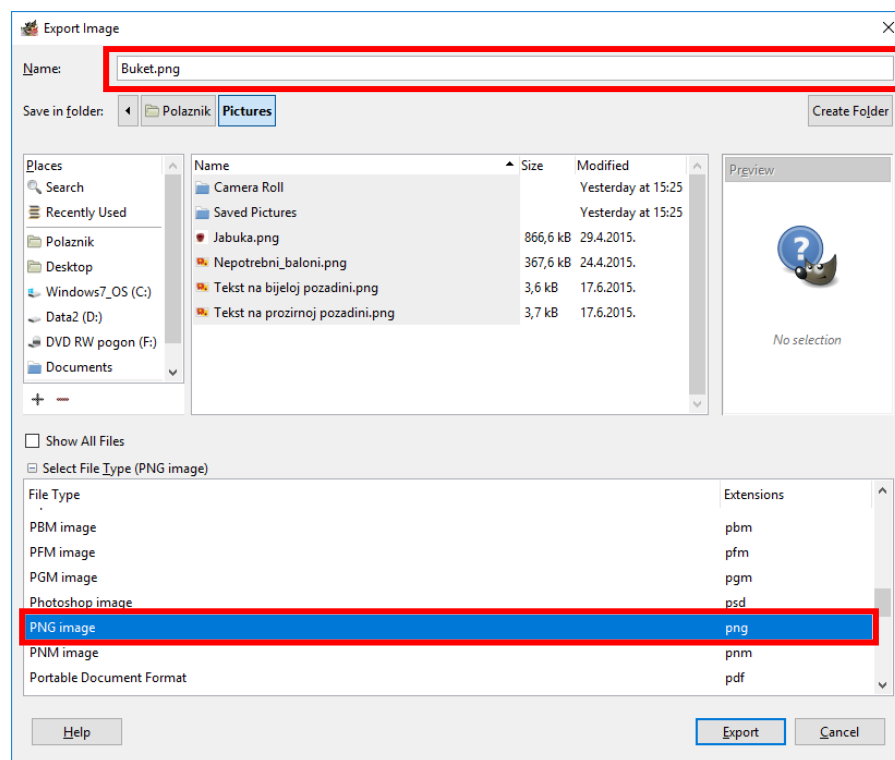 Export Image
Name: Buket.png
Save in folder: Polaznik Pictures Create Folder
Places Name Size Modified Preview
Search Camera Roll Yesterday at 15:25
Recently Used Saved Pictures Yesterday at 15:25
Polaznik Jabuka.png 866,6 kB 29.4.2015.
Desktop Nepotrebni_baloni.png 367,6 kB 24.4.2015.
Windows7_OS (C:) Tekst na bijeloj pozadini.png 3,6 kB 17.6.2015.
Data2 (D:) Tekst na prozirnoj pozadini.png 3,7 kB 17.6.2015.
DVD RW pogon (F:) No selection
Documents
Show All Files
Select File Type (PNG image)
File Type Extensions
PBM image pbm
PFM image pfm
PGM image pgm
Photoshop image psd
PNG image png
PNM image pnm
Portable Document Format pdf
Help Export Cancel